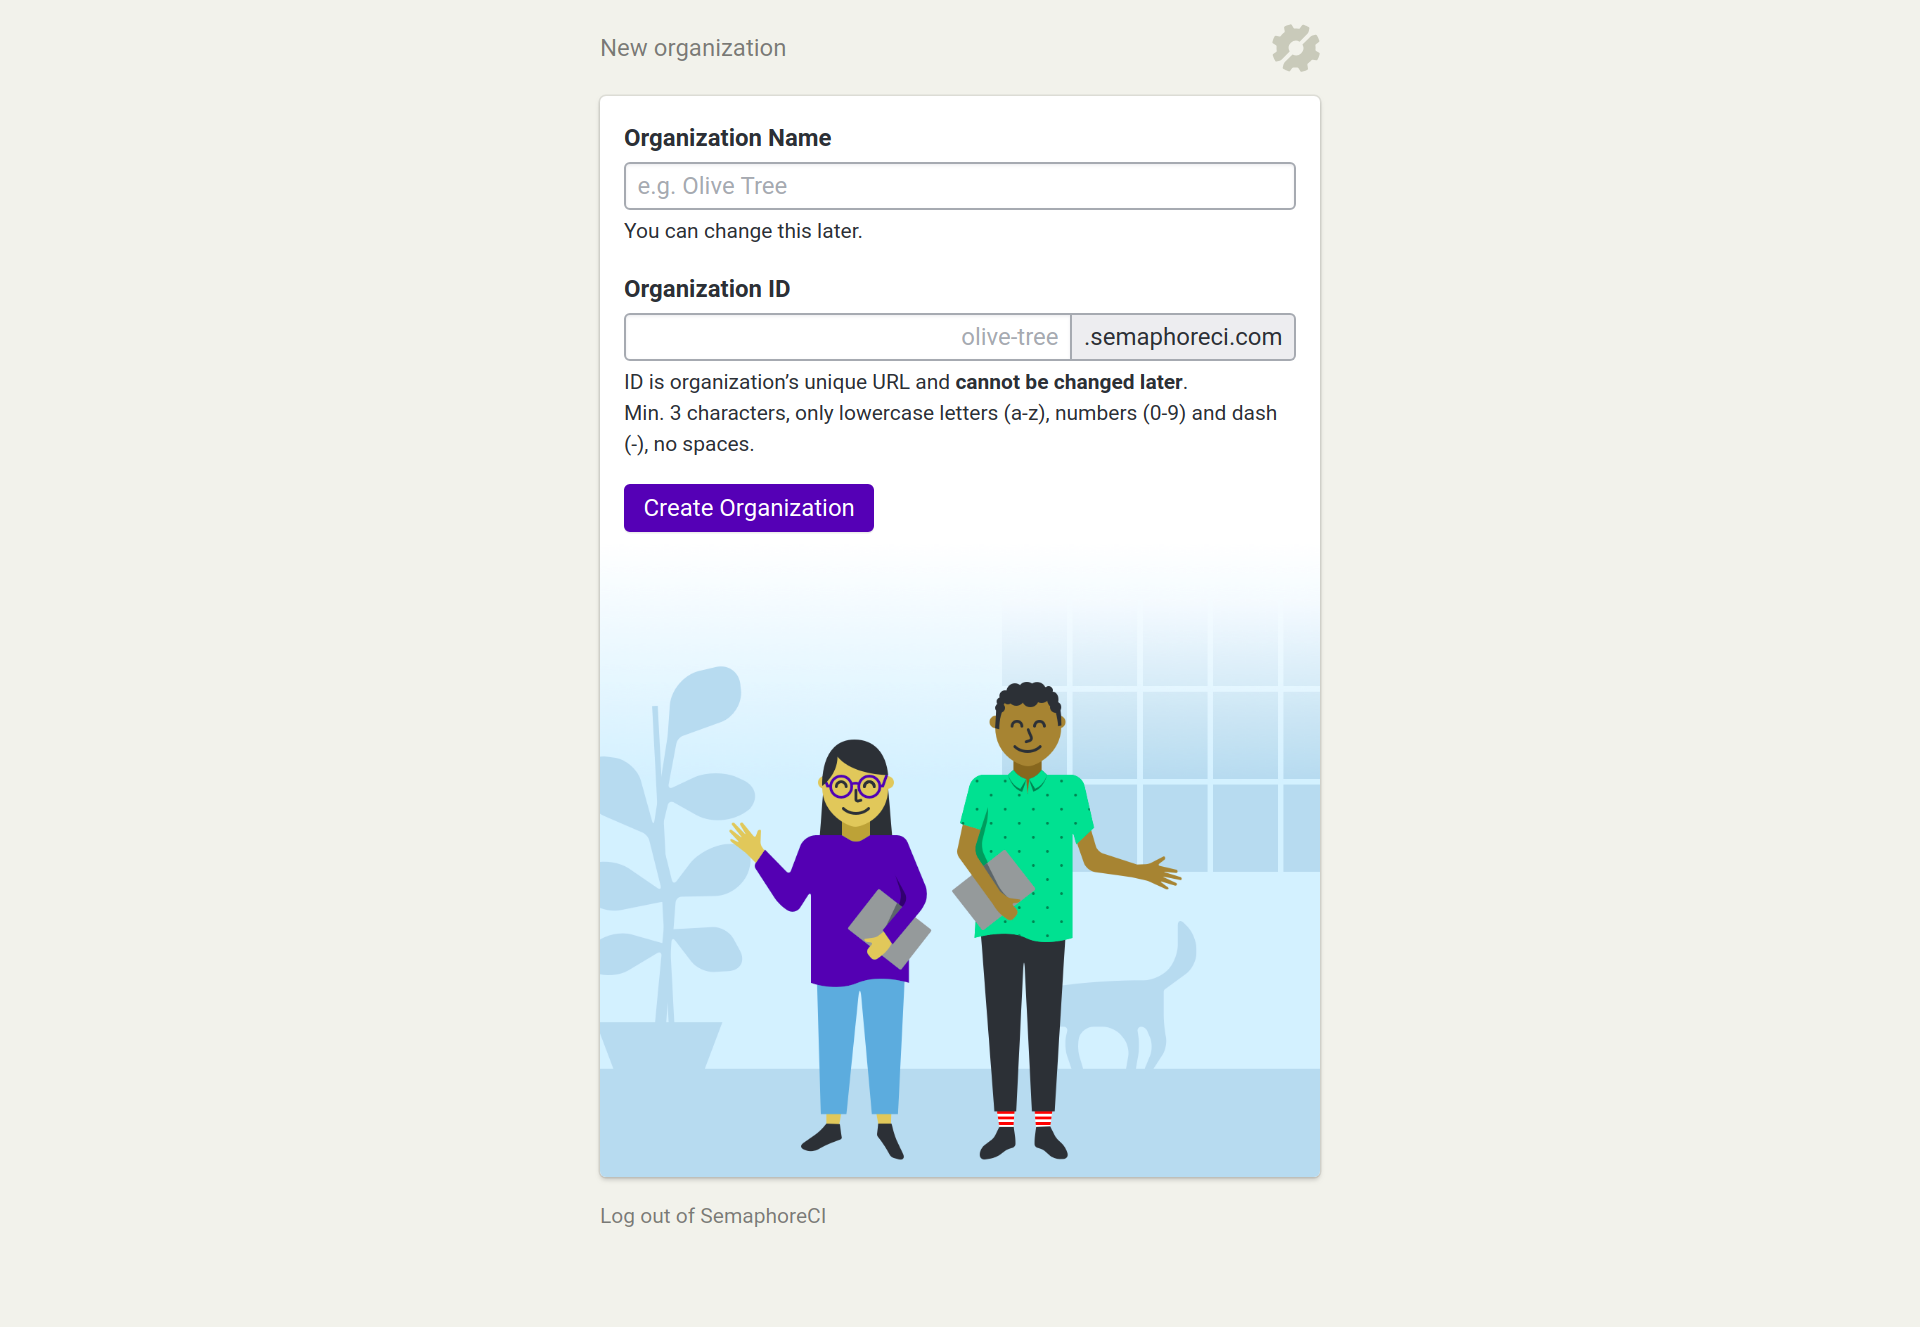 New organization
Organization Name
e.g. Olive Tree
You can change this later.
Organization ID
olive-tree .semaphoreci.com
ID is organization’s unique URL and cannot be changed later.
Min. 3 characters, only lowercase letters (a-z), numbers (0-9) and dash
(-), no spaces.
Create Organization
Log out of SemaphoreCI